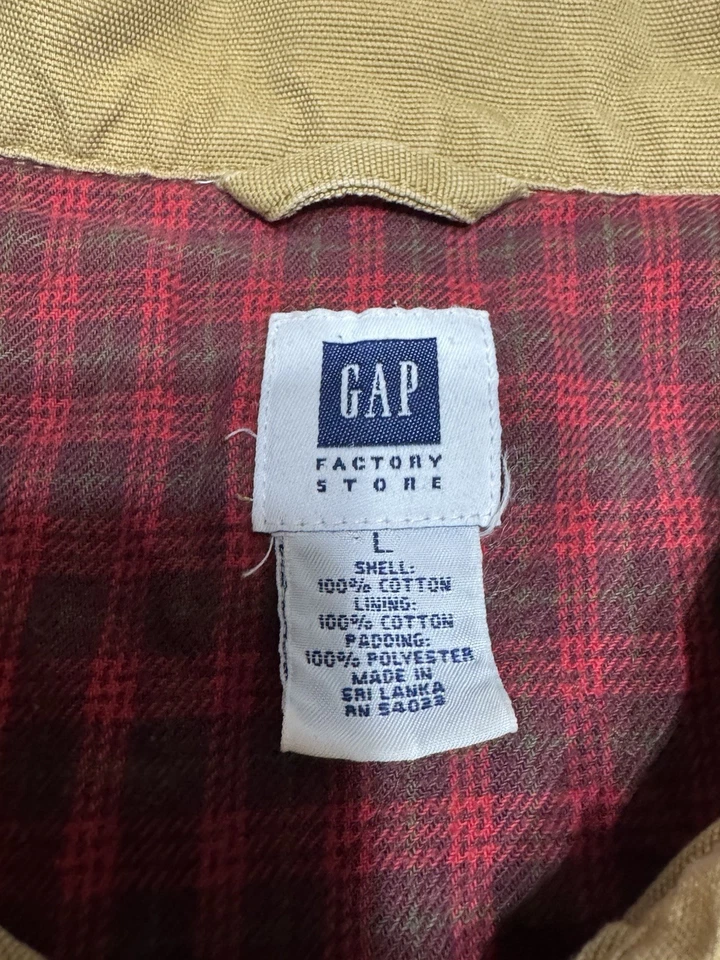 GAP
FACTORY
STORE
L
SHELL:
100% COTTON
LINING:
100% COTTON
PADDING:
100% POLYESTER
MADE IN
SRI LANKA
RN 54023